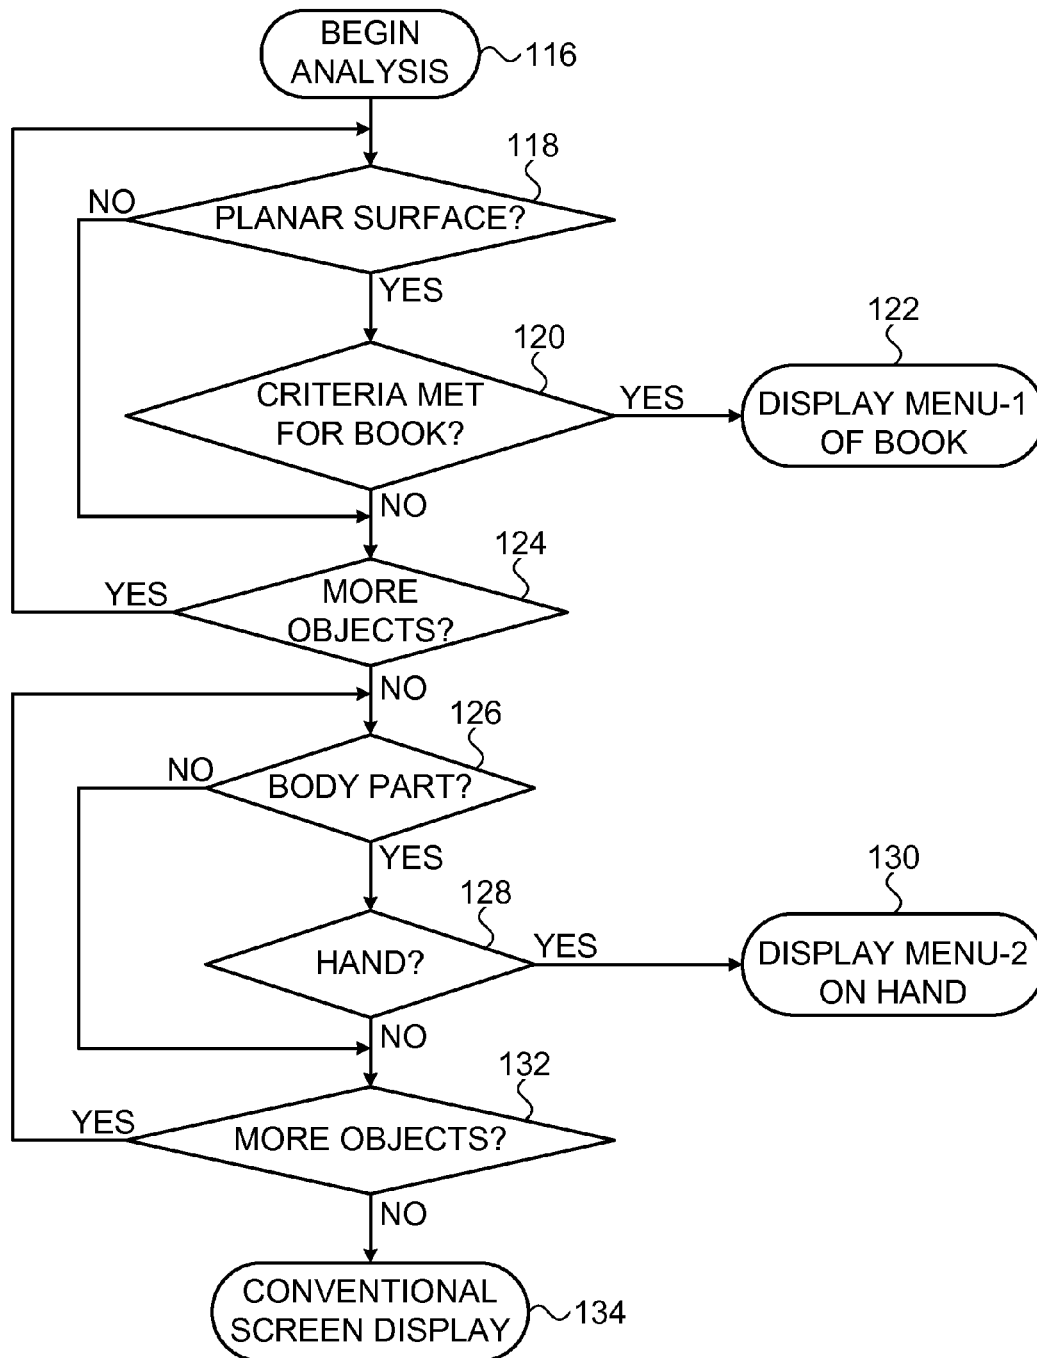 BEGIN
ANALYSIS
116
118
NO
PLANAR SURFACE?
YES
120
122
CRITERIA MET
FOR BOOK?
YES
DISPLAY MENU-1
OF BOOK
NO
124
YES
MORE
OBJECTS?
NO
126
NO
BODY PART?
YES
128
130
HAND?
YES
DISPLAY MENU-2
ON HAND
NO
132
YES
MORE OBJECTS?
NO
CONVENTIONAL
SCREEN DISPLAY
134